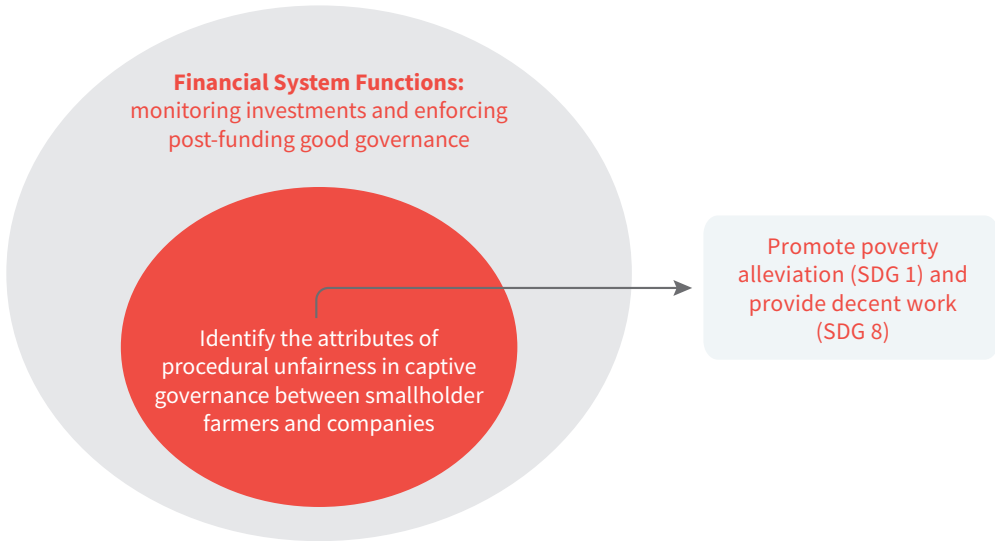 Financial System Functions:
monitoring investments and enforcing
post-funding good governance
Identify the attributes of
procedural unfairness in captive
governance between smallholder
farmers and companies
Promote poverty
alleviation (SDG 1) and
provide decent work
(SDG 8)